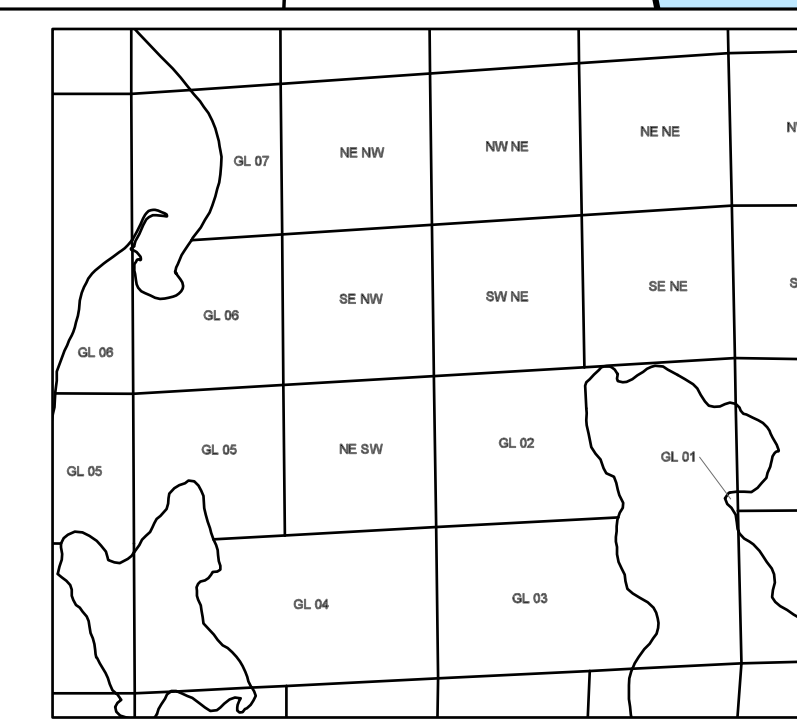 NE NE
NW NE
NE NW
GL 07
SE NE
SW NE
SE NW
GL 06
GL 06
GL 02
NE SW
GL 05
GL 01
GL 05
GL 03
GL 04